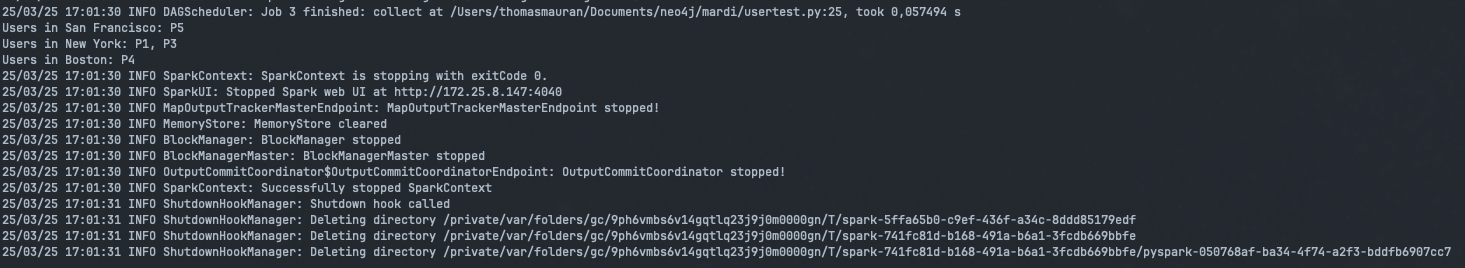 25/03/25 17:01:30 INFO DAGScheduler: Job 3 finished: collect at /Users/thomasmauran/Documents/neo4j/mardi/usertest.py:25, took 0,057494 s
Users in San Francisco: P5
Users in New York: P1, P3
Users in Boston: P4
25/03/25 17:01:30 INFO SparkContext: SparkContext is stopping with exitCode 0.
25/03/25 17:01:30 INFO SparkUI: Stopped Spark web UI at http://172.25.8.147:4040
25/03/25 17:01:30 INFO MapOutputTrackerMasterEndpoint: MapOutputTrackerMasterEndpoint stopped!
25/03/25 17:01:30 INFO MemoryStore: MemoryStore cleared
25/03/25 17:01:30 INFO BlockManager: BlockManager stopped
25/03/25 17:01:30 INFO BlockManagerMaster: BlockManagerMaster stopped
25/03/25 17:01:30 INFO OutputCommitCoordinator$OutputCommitCoordinatorEndpoint: OutputCommitCoordinator stopped!
25/03/25 17:01:30 INFO SparkContext: Successfully stopped SparkContext
25/03/25 17:01:31 INFO ShutdownHookManager: Shutdown hook called
25/03/25 17:01:31 INFO ShutdownHookManager: Deleting directory /private/var/folders/gc/9ph6vmbs6v14gqtlq23j9j0m0000gn/T/spark-5ffa65b0-c9ef-436f-a34c-8ddd85179edf
25/03/25 17:01:31 INFO ShutdownHookManager: Deleting directory /private/var/folders/gc/9ph6vmbs6v14gqtlq23j9j0m0000gn/T/spark-741fc81d-b168-491a-b6a1-3fcdb669bbfe
25/03/25 17:01:31 INFO ShutdownHookManager: Deleting directory /private/var/folders/gc/9ph6vmbs6v14gqtlq23j9j0m0000gn/T/spark-741fc81d-b168-491a-b6a1-3fcdb669bbfe/pyspark-050768af-ba34-4f74-a2f3-bddfb6907cc7